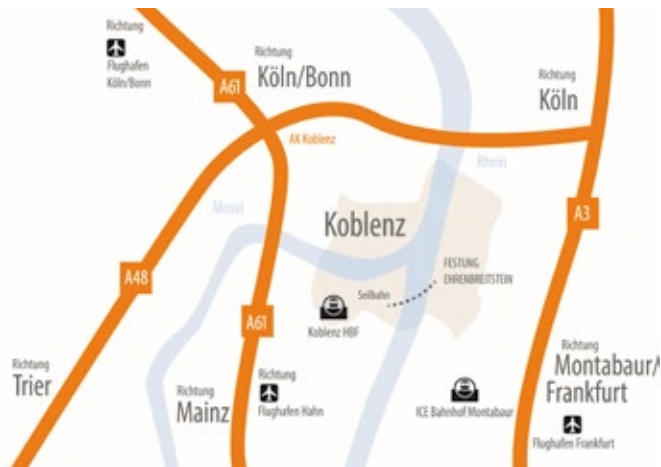 Richtung
Flughafen
Köln/Bonn
A61
Richtung
Köln/Bonn
Richtung
Köln
AK Koblenz
Rhein
Mosel
Koblenz
A3
A48
FESTUNG
EHRENBREITSTEIN
Seilbahn
A61
Koblenz HBF
Richtung
Trier
Richtung
Mainz
Richtung
Flughafen Hahn
ICE Bahnhof Montabaur
Richtung
Montabaur/
Frankfurt
Flughafen Frankfurt